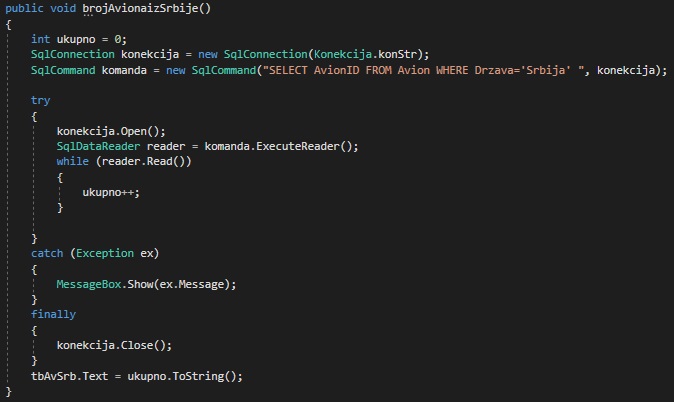 public void brojAvionaizSrbije()
{
int ukupno = 0;
SqlConnection konekcija = new SqlConnection(Konekcija.konStr);
SqlCommand komanda = new SqlCommand("SELECT AvionID FROM Avion WHERE Drzava='Srbija' ", konekcija);
try
{
konekcija.Open();
SqlDataReader reader = komanda.ExecuteReader();
while (reader.Read())
{
ukupno++;
}
}
catch (Exception ex)
{
MessageBox.Show(ex.Message);
}
finally
{
konekcija.Close();
}
tbAvSrb.Text = ukupno.ToString();
}